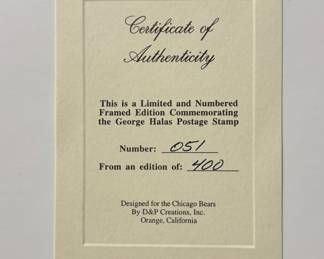 Certificate of
Authenticity
This is a Limited and Numbered
Framed Edition Commemorating
the George Halas Postage Stamp
Number: 051
From an edition of: 400
Designed for the Chicago Bears
By D&P Creations, Inc.
Orange, California